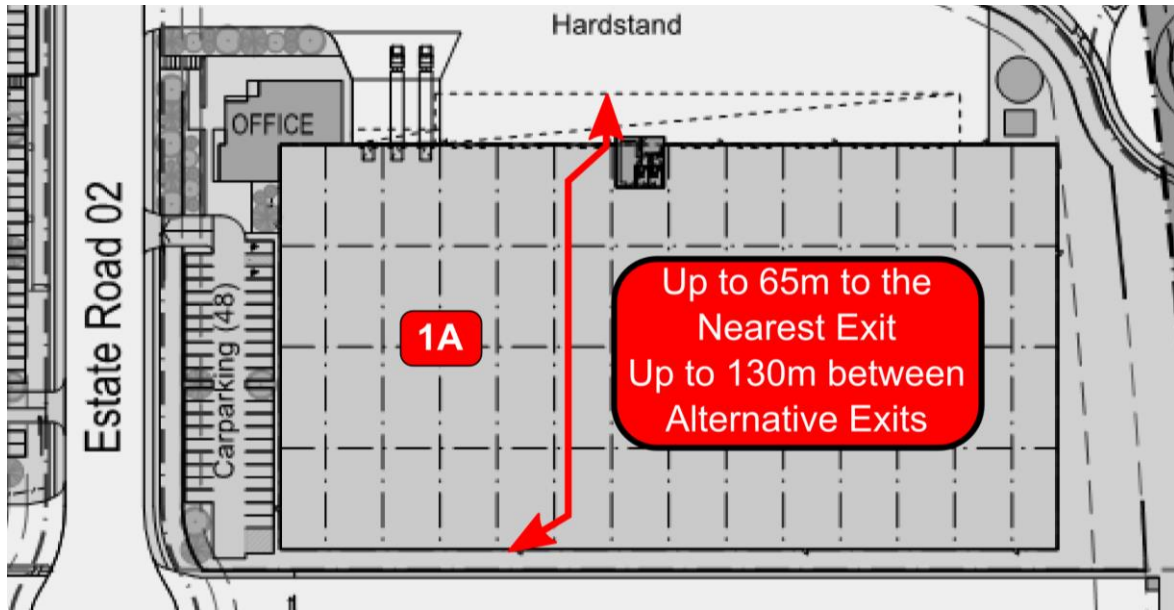 Hardstand
OFFICE
Estate Road 02
Carparking (48)
1A
Up to 65m to the
Nearest Exit
Up to 130m between
Alternative Exits